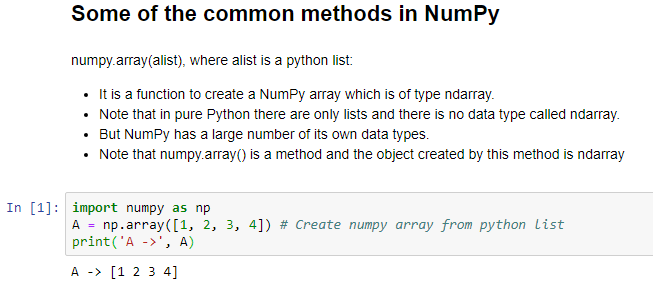 Some of the common methods in NumPy
numpy.array(alist), where alist is a python list:
• It is a function to create a NumPy array which is of type ndarray.
• Note that in pure Python there are only lists and there is no data type called ndarray.
• But NumPy has a large number of its own data types.
• Note that numpy.array() is a method and the object created by this method is ndarray
In [1]: import numpy as np
A = np.array([1, 2, 3, 4]) # Create numpy array from python list
print('A ->', A)
A -> [1 2 3 4]